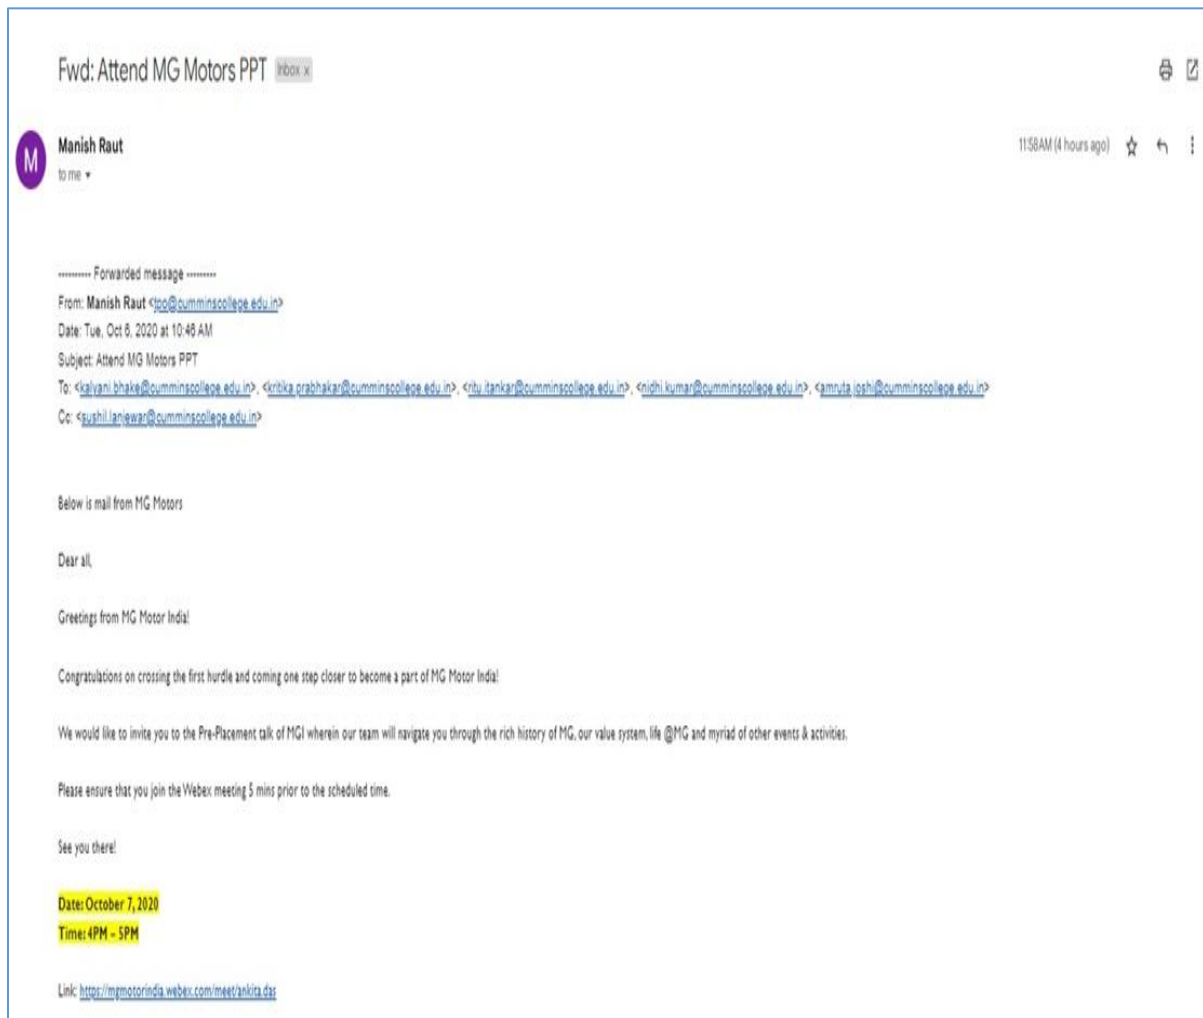 Fwd: Attend MG Motors PPT Inbox x
M
Manish Raut
11:58AM (4 hours ago)
to me
---------- Forwarded message ---------
From: Manish Raut <tpo@cumminscollege.edu.in>
Date: Tue, Oct 6, 2020 at 10:46 AM
Subject: Attend MG Motors PPT
To: <kalyani.bhake@cumminscollege.edu.in>, <kritika.prabhakar@cumminscollege.edu.in>, <ritu.itankar@cumminscollege.edu.in>, <nidhi.kumar@cumminscollege.edu.in>, <amruta.joshi@cumminscollege.edu.in>
Cc: <sushil.lanjewar@cumminscollege.edu.in>
Below is mail from MG Motors
Dear all,
Greetings from MG Motor India!
Congratulations on crossing the first hurdle and coming one step closer to become a part of MG Motor India!
We would like to invite you to the Pre-Placement talk of MGI wherein our team will navigate you through the rich history of MG, our value system, life @MG and myriad of other events & activities.
Please ensure that you join the Webex meeting 5 mins prior to the scheduled time.
See you there!
Date: October 7, 2020
Time: 4PM – 5PM
Link: https://mgmotorindia.webex.com/meet/ankita.das